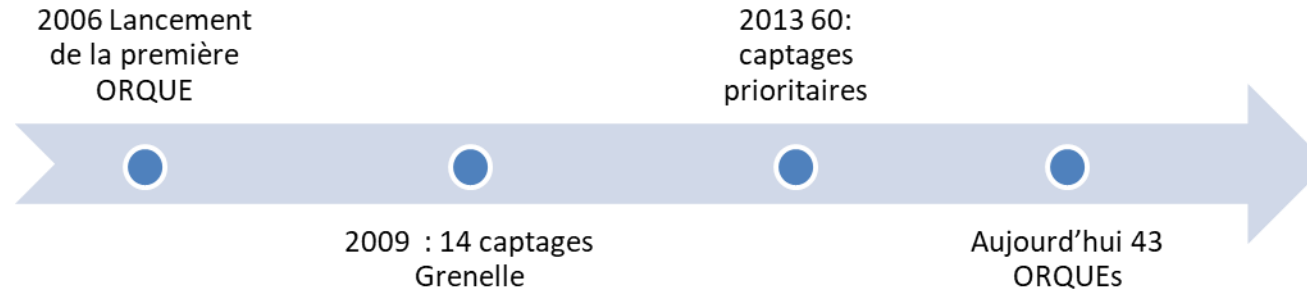 2006 Lancement
de la première
ORQUE
2009  : 14 captages
Grenelle
2013 60:
captages
prioritaires
Aujourd’hui 43
ORQUEs